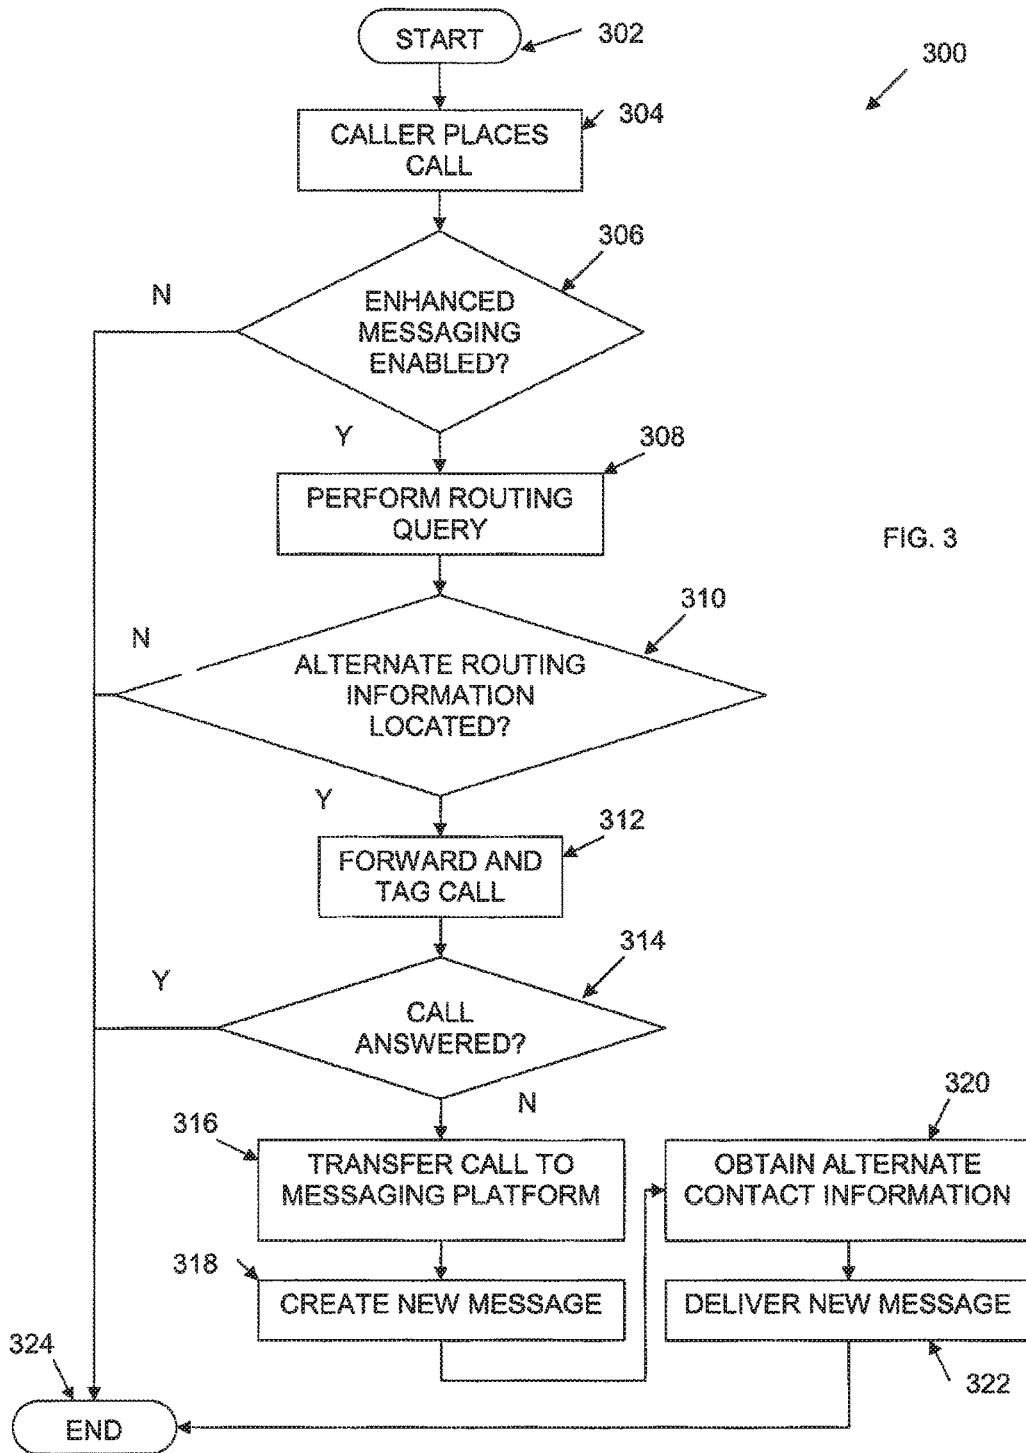 START
302
300
CALLER PLACES
CALL
304
306
N
ENHANCED
MESSAGING
ENABLED?
Y
308
PERFORM ROUTING
QUERY
FIG. 3
310
N
ALTERNATE ROUTING
INFORMATION
LOCATED?
Y
312
FORWARD AND
TAG CALL
314
Y
CALL
ANSWERED?
N
316
TRANSFER CALL TO
MESSAGING PLATFORM
320
OBTAIN ALTERNATE
CONTACT INFORMATION
318
CREATE NEW MESSAGE
DELIVER NEW MESSAGE
322
324
END